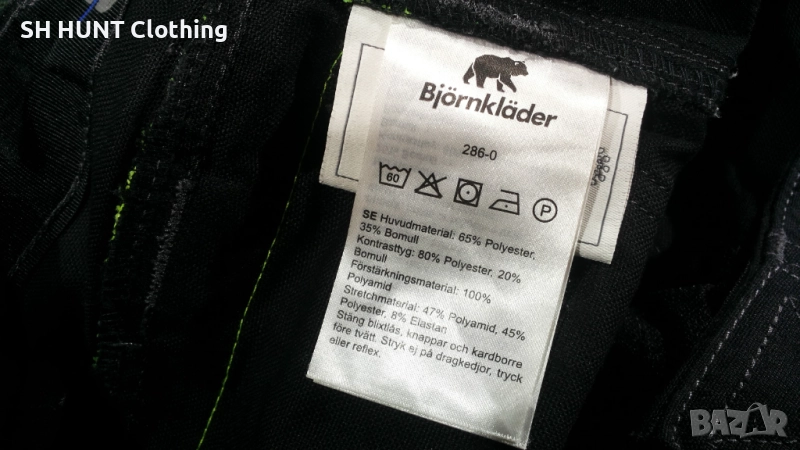 SH HUNT Clothing
Björnkläder
286-0
60
P
SE Huvudmaterial: 65% Polyester,
35% Bomull
Kontrasttyg: 80% Polyester, 20%
Bomull
Förstärkningsmaterial: 100%
Polyamid
Stretchmaterial: 47% Polyamid, 45%
Polyester, 8% Elastan
Stäng blixtlås, knappar och kardborre
före tvätt. Stryk ej på dragkedjor, tryck
eller reflex.
BAZAR